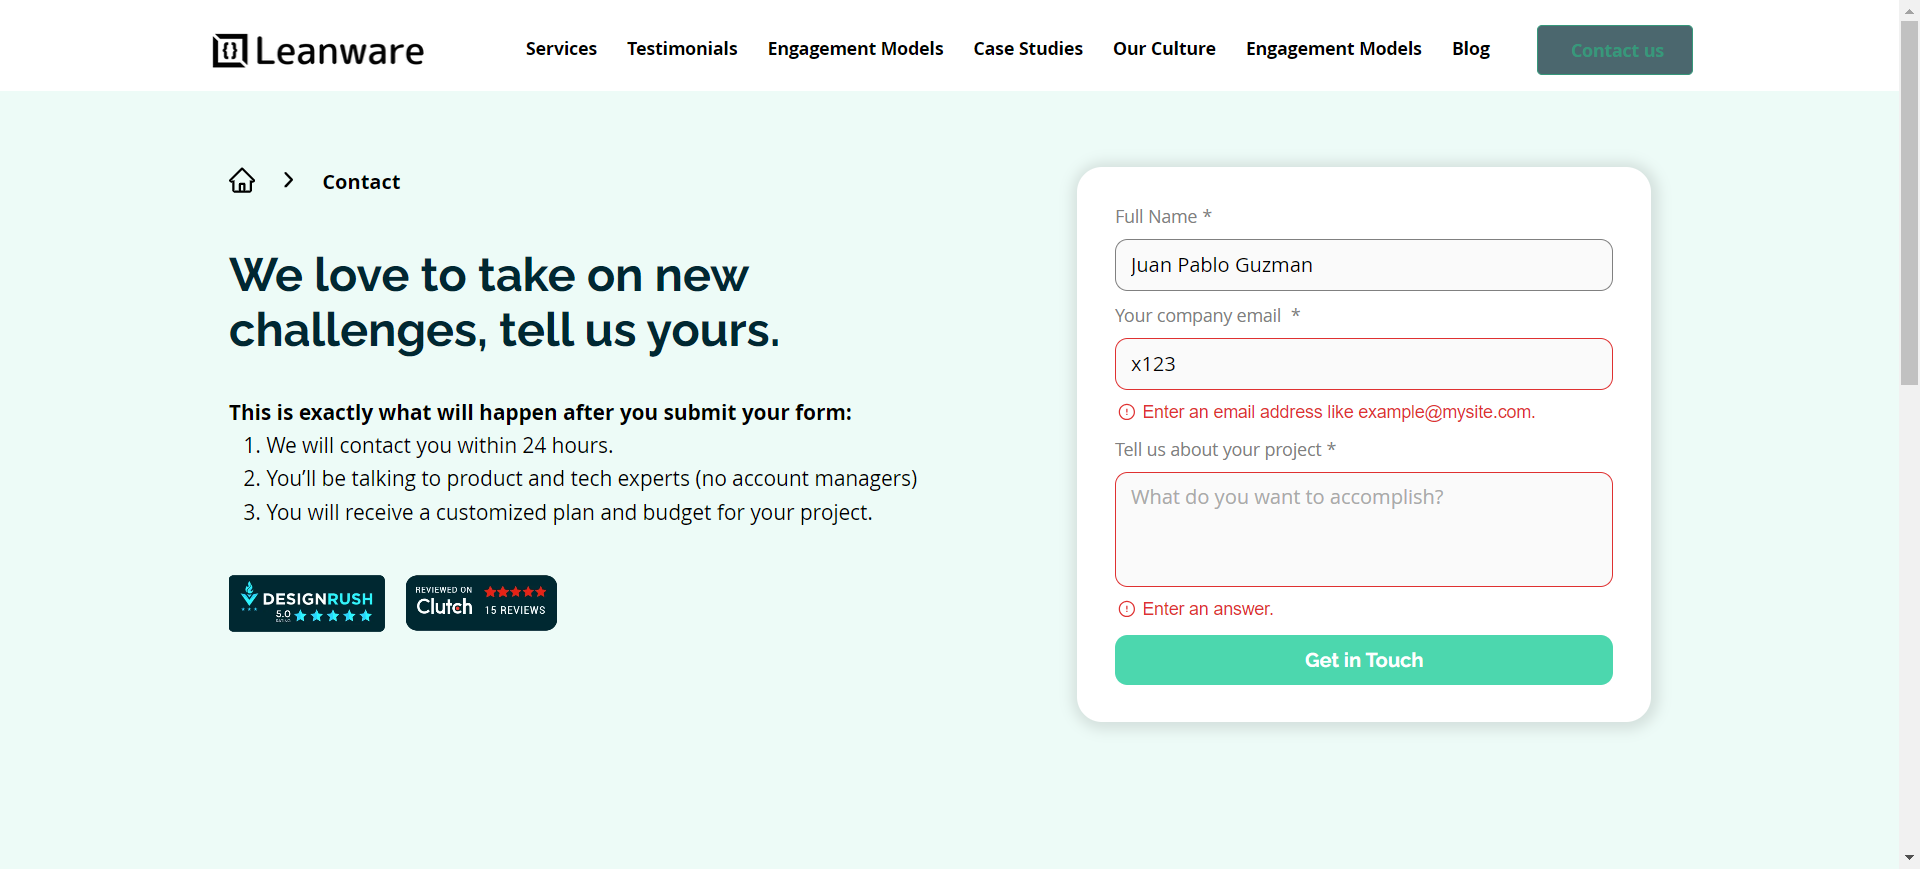 Leanware
Services Testimonials Engagement Models Case Studies Our Culture Engagement Models Blog Contact us
Contact
We love to take on new
challenges, tell us yours.
This is exactly what will happen after you submit your form:
1. We will contact you within 24 hours.
2. You’ll be talking to product and tech experts (no account managers)
3. You will receive a customized plan and budget for your project.
DESIGNRUSH
5.0
RATING
REVIEWED ON
Clutch
15 REVIEWS
Full Name *
Juan Pablo Guzman
Your company email *
x123
Enter an email address like example@mysite.com.
Tell us about your project *
What do you want to accomplish?
Enter an answer.
Get in Touch